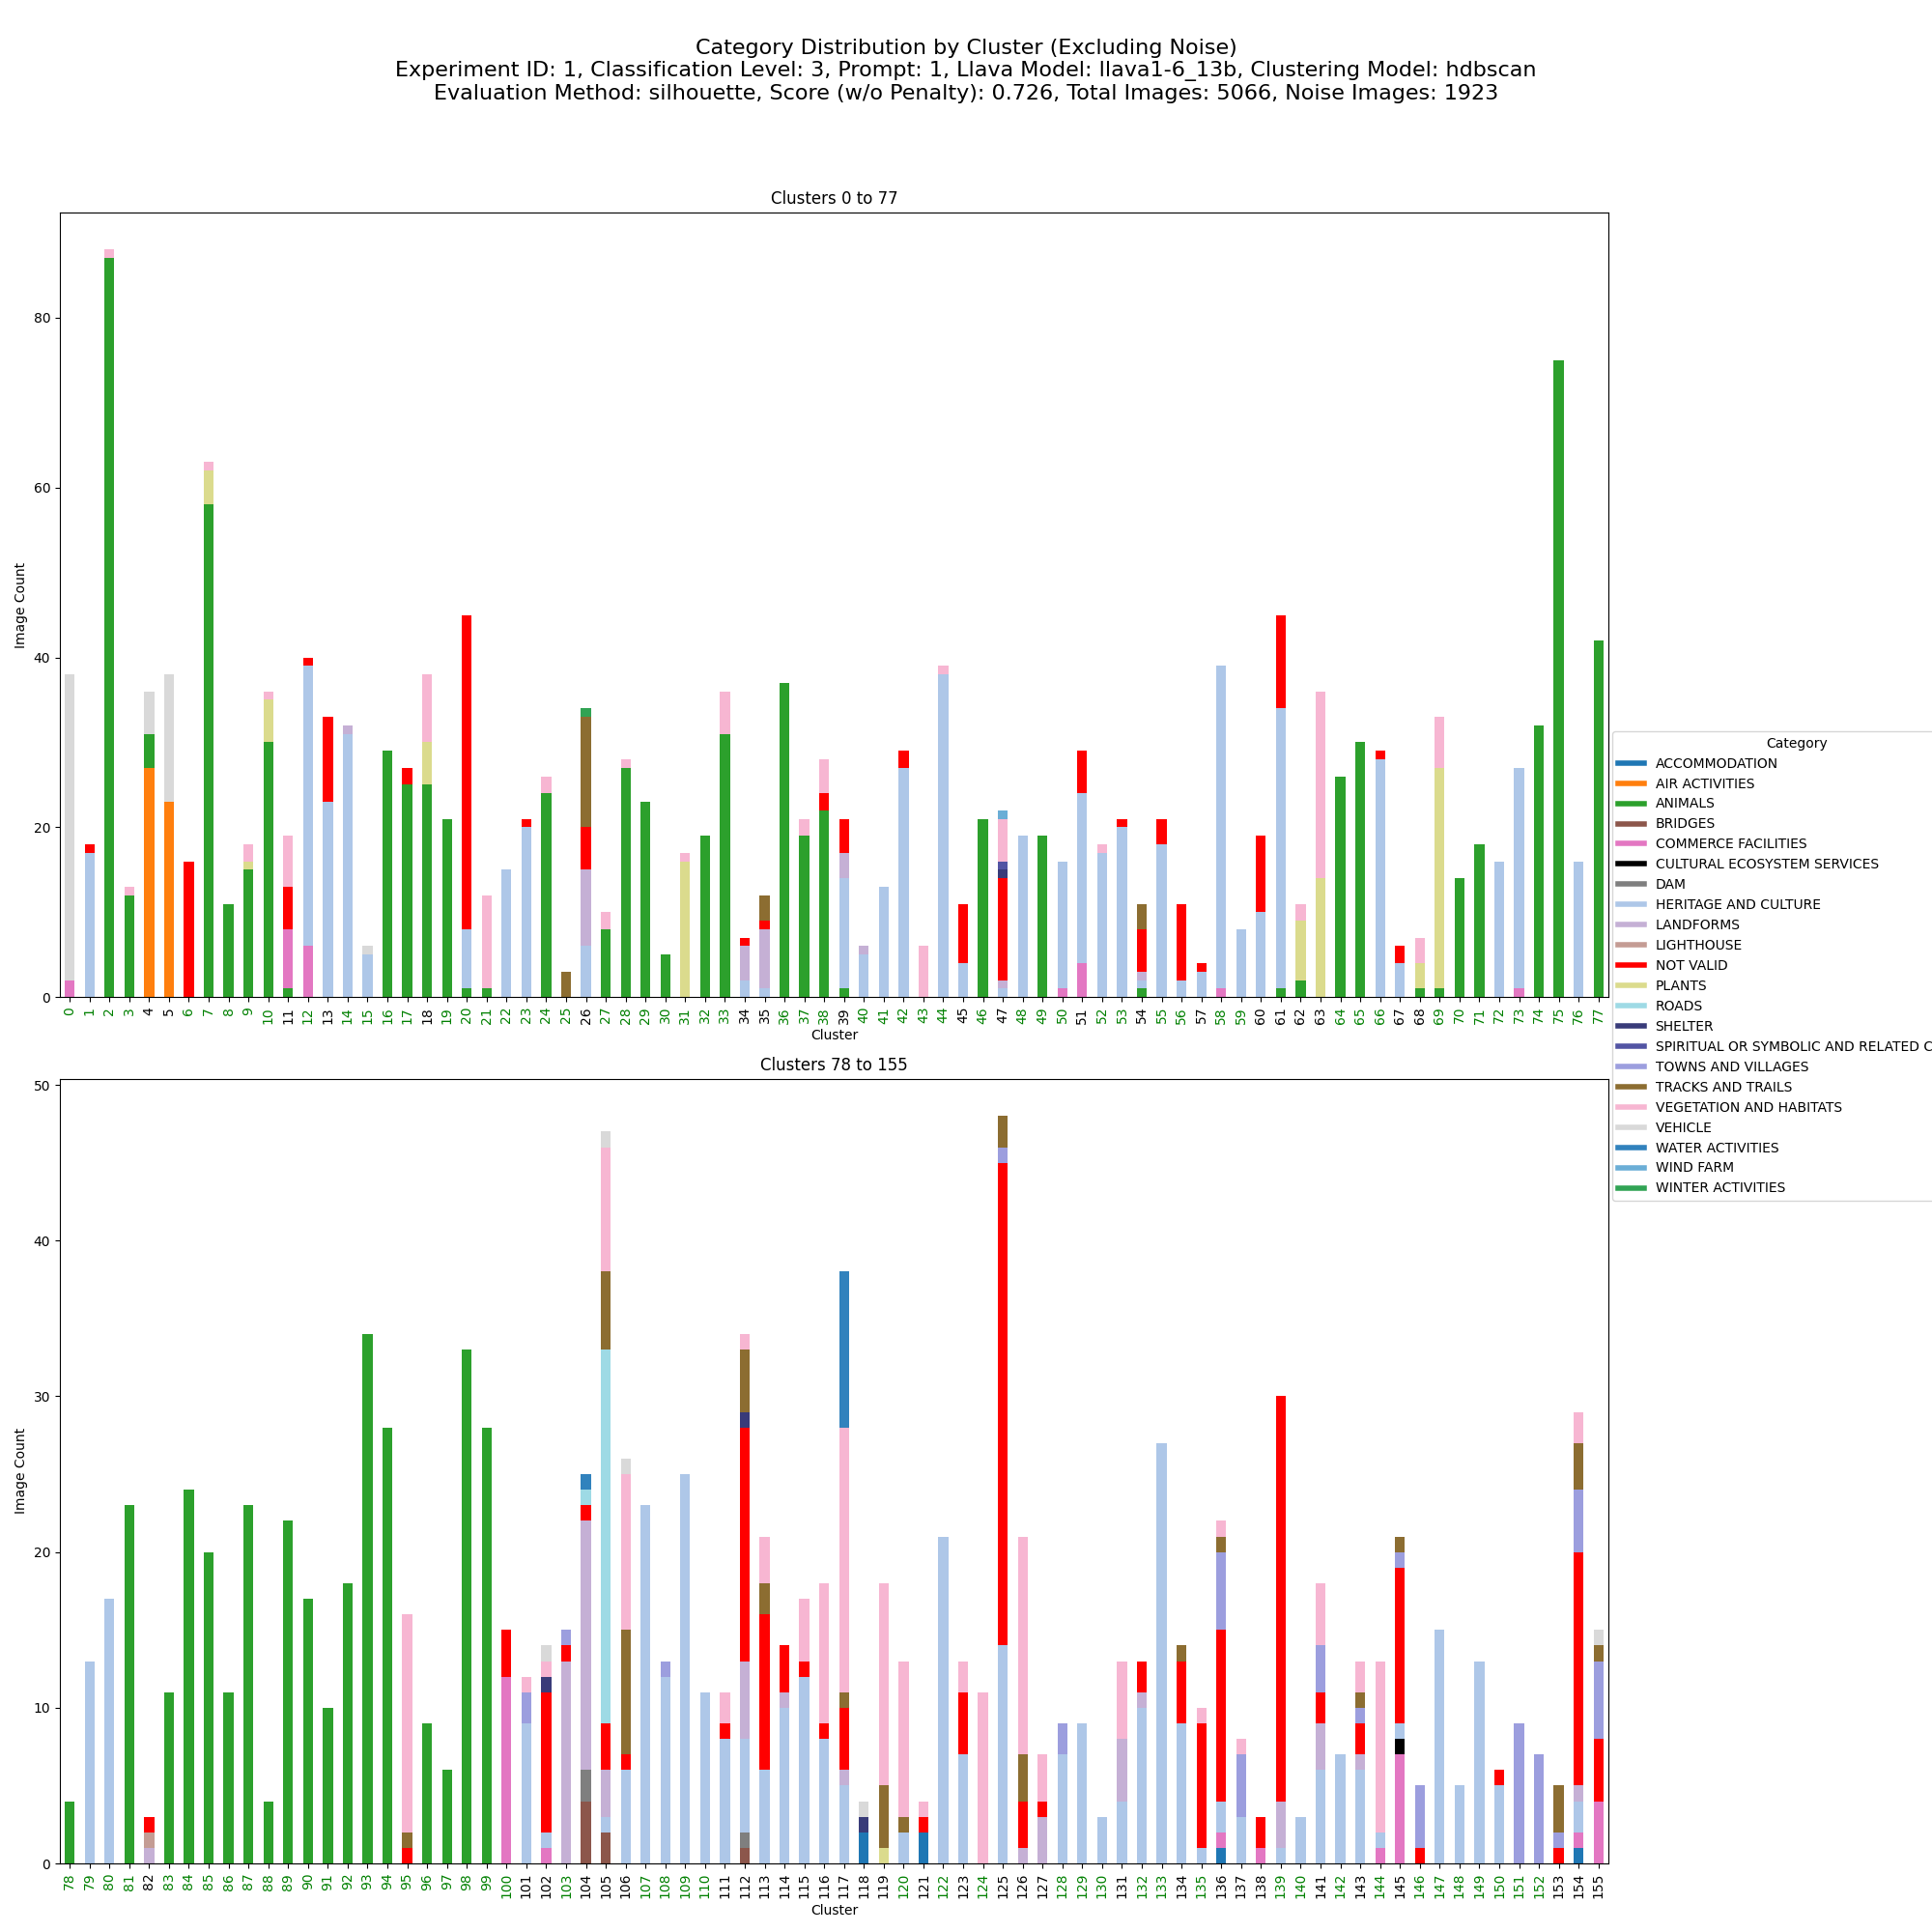 Category Distribution by Cluster (Excluding Noise)
Experiment ID: 1, Classification Level: 3, Prompt: 1, Llava Model: llava1-6_13b, Clustering Model: hdbscan
Evaluation Method: silhouette, Score (w/o Penalty): 0.726, Total Images: 5066, Noise Images: 1923
Clusters 0 to 77
Image Count
80
60
40
20
0
0 1 2 3 4 5 6 7 8 9 10 11 12 13 14 15 16 17 18 19 20 21 22 23 24 25 26 27 28 29 30 31 32 33 34 35 36 37 38 39 40 41 42 43 44 45 46 47 48 49 50 51 52 53 54 55 56 57 58 59 60 61 62 63 64 65 66 67 68 69 70 71 72 73 74 75 76 77
Cluster
Category
ACCOMMODATION
AIR ACTIVITIES
ANIMALS
BRIDGES
COMMERCE FACILITIES
CULTURAL ECOSYSTEM SERVICES
DAM
HERITAGE AND CULTURE
LANDFORMS
LIGHTHOUSE
NOT VALID
PLANTS
ROADS
SHELTER
SPIRITUAL OR SYMBOLIC AND RELATED C
TOWNS AND VILLAGES
TRACKS AND TRAILS
VEGETATION AND HABITATS
VEHICLE
WATER ACTIVITIES
WIND FARM
WINTER ACTIVITIES
Clusters 78 to 155
Image Count
50
40
30
20
10
0
78 79 80 81 82 83 84 85 86 87 88 89 90 91 92 93 94 95 96 97 98 99 100 101 102 103 104 105 106 107 108 109 110 111 112 113 114 115 116 117 118 119 120 121 122 123 124 125 126 127 128 129 130 131 132 133 134 135 136 137 138 139 140 141 142 143 144 145 146 147 148 149 150 151 152 153 154 155
Cluster